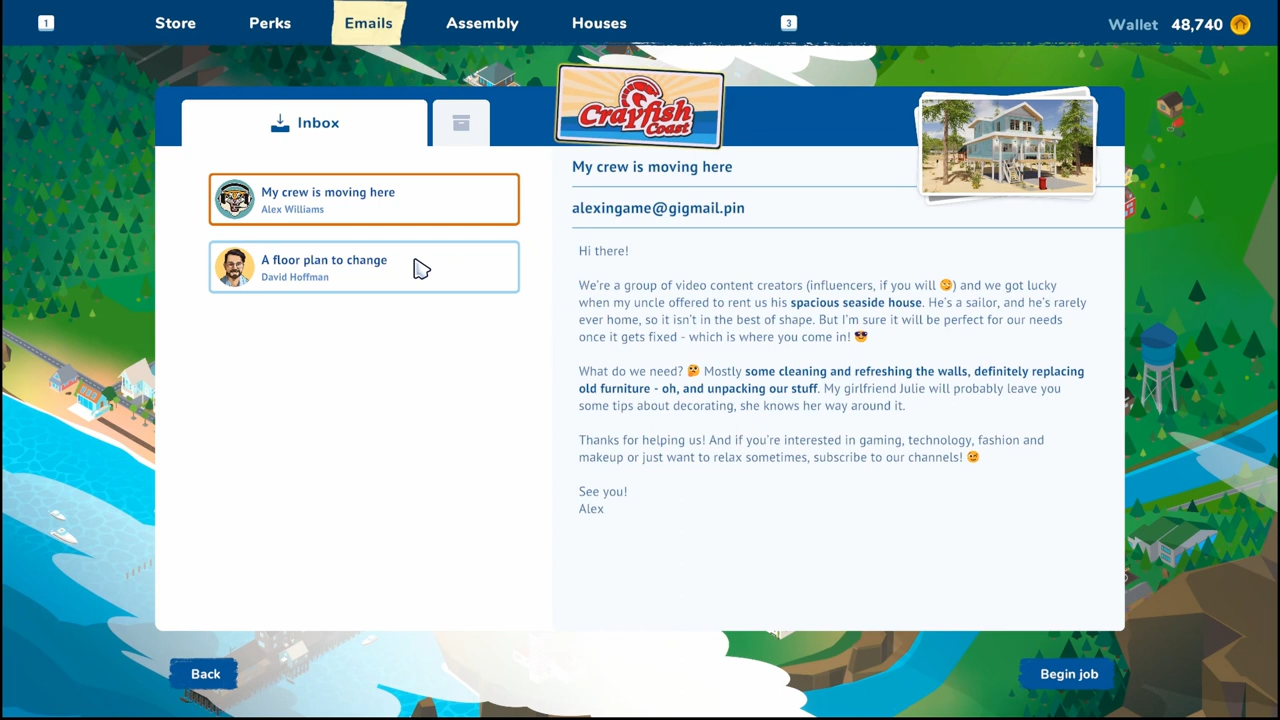 1
Store
Perks
Emails
Assembly
Houses
3
Wallet 48,740
Inbox
Crayfish
Coast
My crew is moving here
Alex Williams
A floor plan to change
David Hoffman
My crew is moving here
alexingame@gigmail.pin
Hi there!
We're a group of video content creators (influencers, if you will 😏) and we got lucky
when my uncle offered to rent us his spacious seaside house. He's a sailor, and he's rarely
ever home, so it isn't in the best of shape. But I'm sure it will be perfect for our needs
once it gets fixed - which is where you come in! 😎
What do we need? 🤔 Mostly some cleaning and refreshing the walls, definitely replacing
old furniture - oh, and unpacking our stuff. My girlfriend Julie will probably leave you
some tips about decorating, she knows her way around it.
Thanks for helping us! And if you're interested in gaming, technology, fashion and
makeup or just want to relax sometimes, subscribe to our channels! 😉
See you!
Alex
Back
Begin job